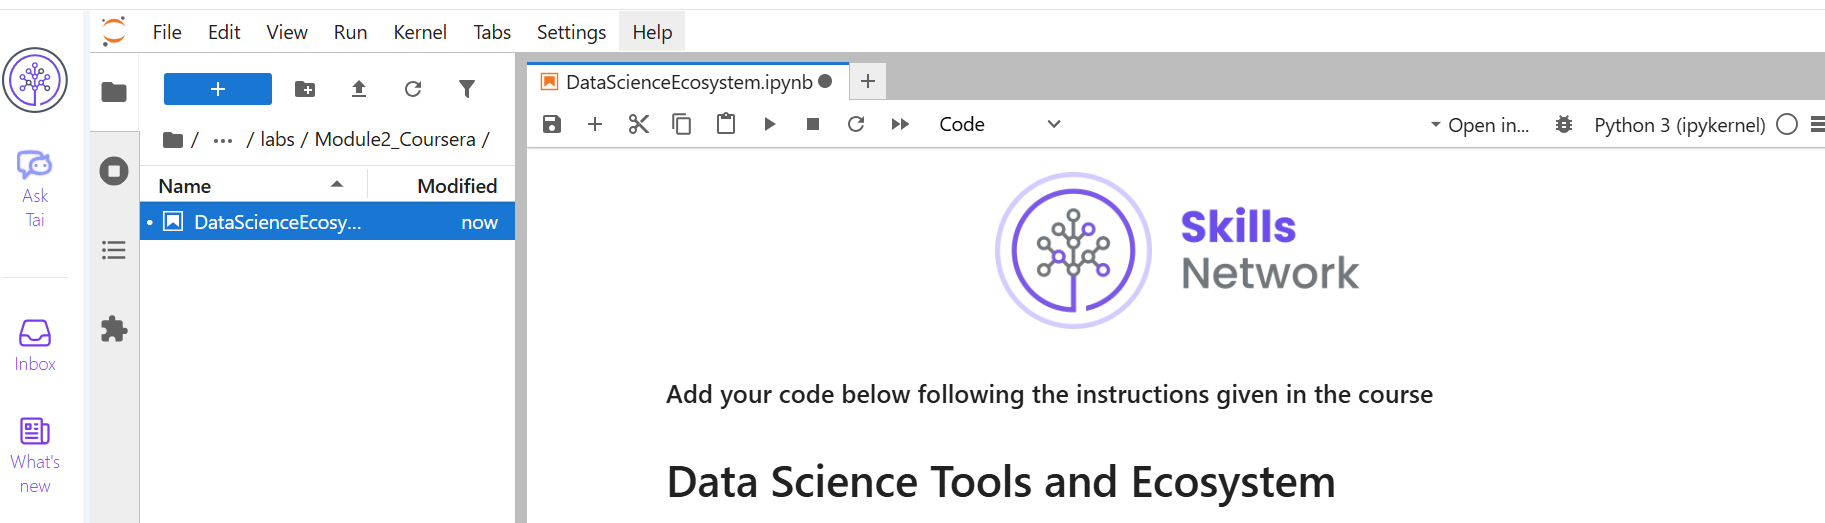 File Edit View Run Kernel Tabs Settings Help
Ask
Tai
Inbox
What's
new
/ ... / labs / Module2_Coursera /
Name Modified
DataScienceEcosy... now
DataScienceEcosystem.ipynb
Code
Open in...
Python 3 (ipykernel)
Skills
Network
Add your code below following the instructions given in the course
Data Science Tools and Ecosystem